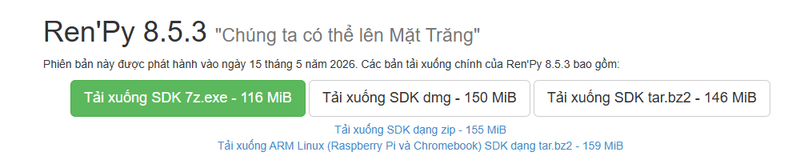 Ren'Py 8.5.3 "Chúng ta có thể lên Mặt Trăng"
Phiên bản này được phát hành vào ngày 15 tháng 5 năm 2026. Các bản tải xuống chính của Ren'Py 8.5.3 bao gồm:
Tải xuống SDK 7z.exe - 116 MiB Tải xuống SDK dmg - 150 MiB Tải xuống SDK tar.bz2 - 146 MiB
Tải xuống SDK dạng zip - 155 MiB
Tải xuống ARM Linux (Raspberry Pi và Chromebook) SDK dạng tar.bz2 - 159 MiB